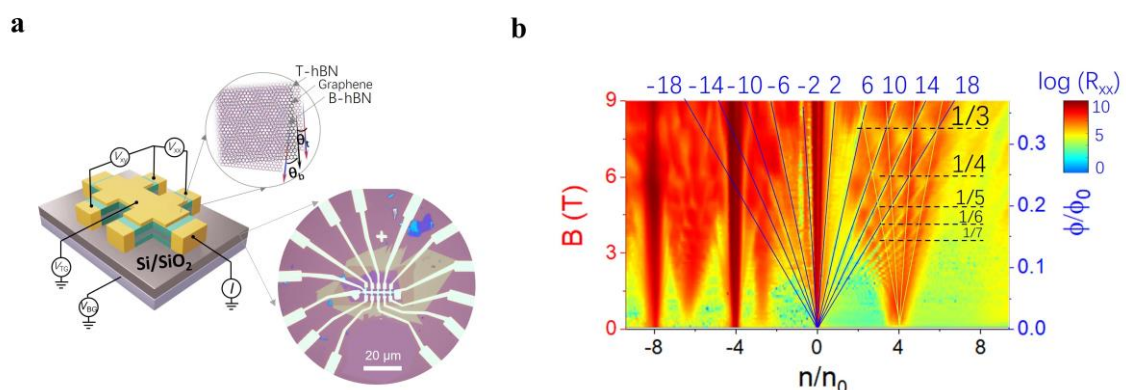 a
T-hBN
Graphene
B-hBN
θt
θb
Vxy
Vxx
VTG
VBG
I
Si/SiO2
20 μm
b
-18 -14 -10 -6 -2 2 6 10 14 18
log (Rxx)
10
5
0
9
6
3
0
B (T)
1/3
1/4
1/5
1/6
1/7
0.3
0.2
0.1
0.0
ϕ/ϕ0
-8 -4 0 4 8
n/n0